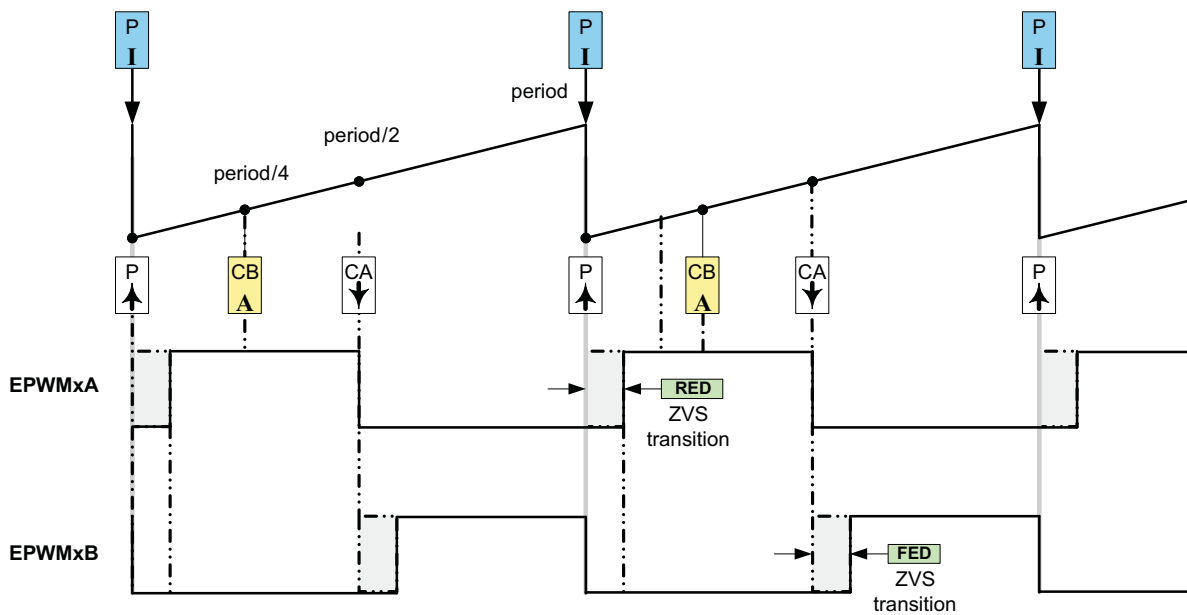 P
I
P
I
P
I
period
period/2
period/4
P
CB
A
CA
P
CB
A
CA
P
EPWMxA
RED
ZVS
transition
EPWMxB
FED
ZVS
transition